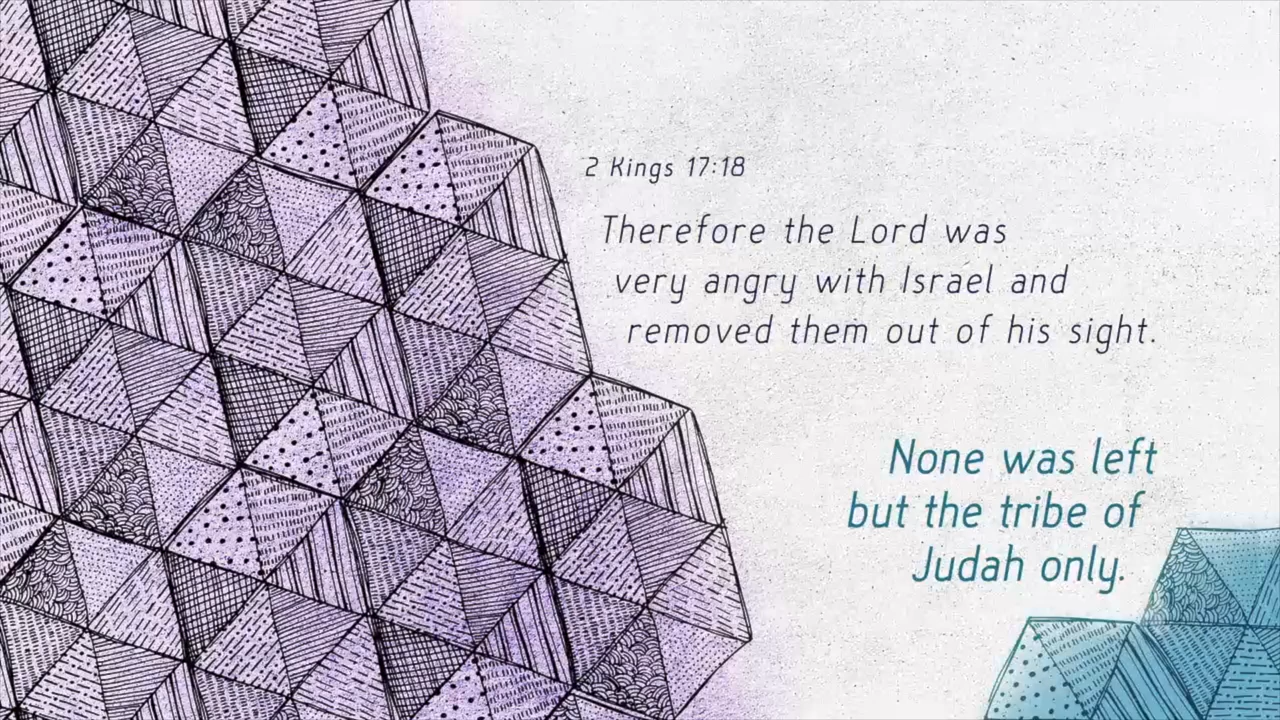 2 Kings 17:18
Therefore the Lord was
very angry with Israel and
removed them out of his sight.
None was left
but the tribe of
Judah only.